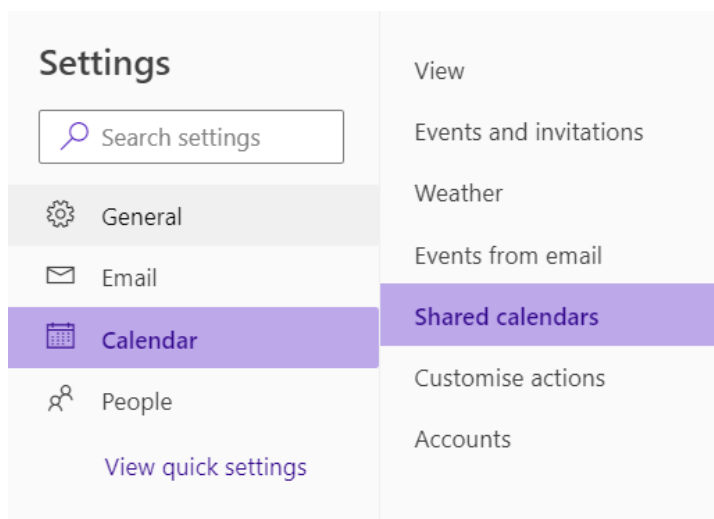 Settings
Search settings
General
Email
Calendar
People
View quick settings
View
Events and invitations
Weather
Events from email
Shared calendars
Customise actions
Accounts